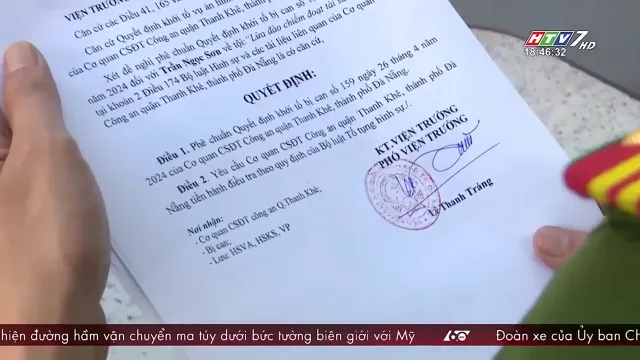 VIỆN TRƯỞNG
Căn cứ các Điều 41, 165 và
Căn cứ Quyết định khởi tố vụ án hình
của Cơ quan CSĐT Công an quận Thanh Khê, thành
Xét đề nghị phê chuẩn Quyết định khởi tố bị can số
năm 2024 đối với Trần Ngọc Sơn về tội: "Lừa đảo chiếm đoạt tài
tại khoản 2 Điều 174 Bộ luật Hình sự và các tài liệu liên quan của Cơ
Công an quận Thanh Khê, thành phố Đà Nẵng là có căn cứ.
QUYẾT ĐỊNH:
Điều 1. Phê chuẩn Quyết định khởi tố bị can số 159 ngày 26 tháng 4 năm
2024 của Cơ quan CSĐT Công an quận Thanh Khê, thành phố Đà Nẵng.
Điều 2. Yêu cầu Cơ quan CSĐT Công an quận Thanh Khê, thành phố Đà
Nẵng tiến hành điều tra theo quy định của Bộ luật Tố tụng hình sự./.
Nơi nhận:
- Cơ quan CSĐT công an Q.Thanh Khê;
- Bị can;
- Lưu: HSVA, HSKS, VP
KT.VIỆN TRƯỞNG
PHÓ VIỆN TRƯỞNG
Lê Thanh Tráng
HTV7 HD
18:46:32
hiện đường hầm vận chuyển ma túy dưới bức tường biên giới với Mỹ
60
Đoàn xe của Ủy ban Ch